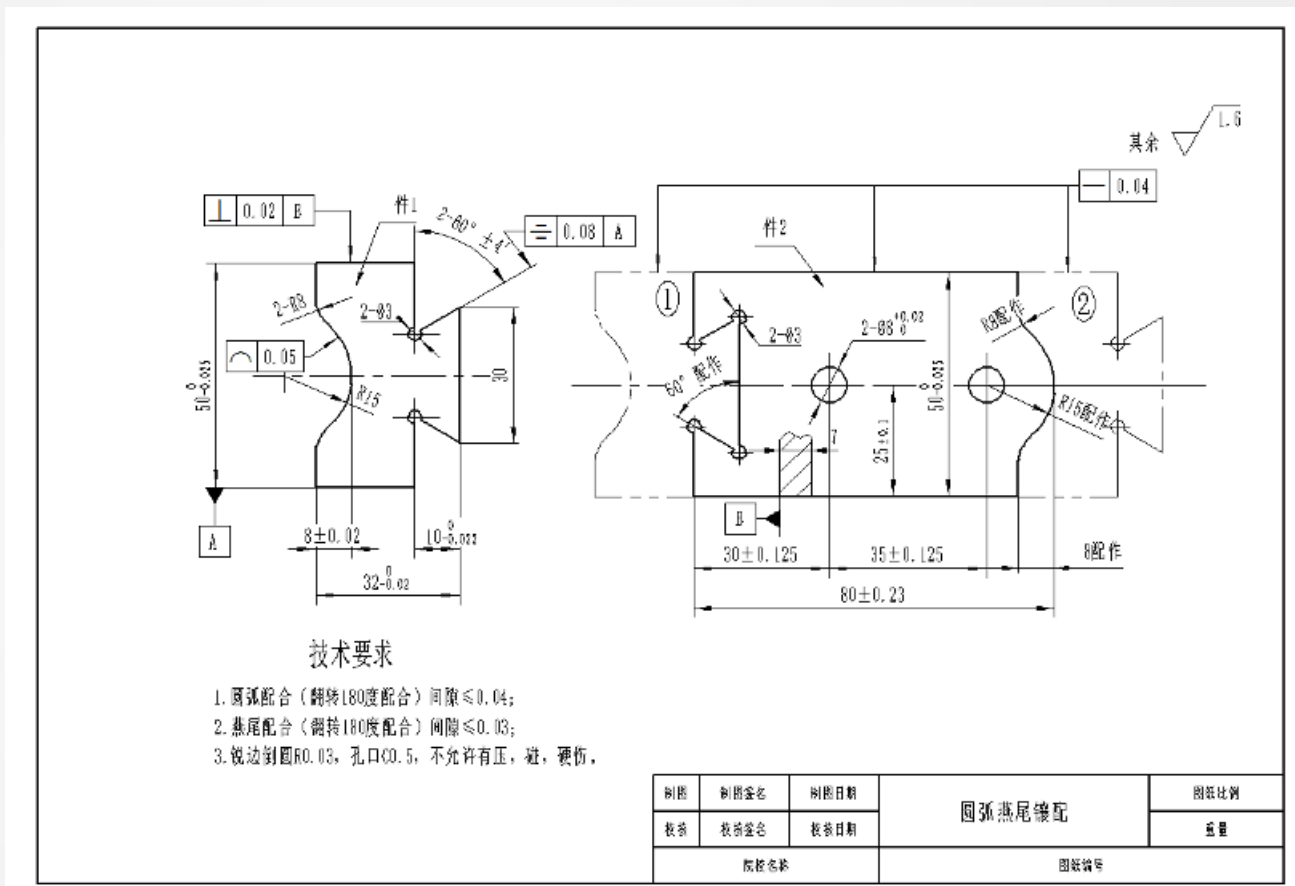 其余 1.6
⊥ 0.02 B
件1
2-60°±4'
⌯ 0.08 A
— 0.04
件2
①
②
2-R8
2-Ø3
⌒ 0.05
R15
30
50 0 -0.025
A
8±0.02
10 0 -0.022
32 0 -0.02
2-Ø3
2-Ø8 +0.02 0
60° 配作
7
25±0.1
50 0 -0.025
R8配作
R15配作
B
30±0.125
35±0.125
8配作
80±0.23
技术要求
1.圆弧配合（翻转180度配合）间隙≤0.04;
2.燕尾配合（翻转180度配合）间隙≤0.03;
3.锐边倒圆R0.03，孔口C0.5，不允许有压，碰，硬伤。
制图 制图签名 制图日期 圆弧燕尾镶配 图纸比例
校核 校核签名 校核日期 重量
院校名称 图纸编号